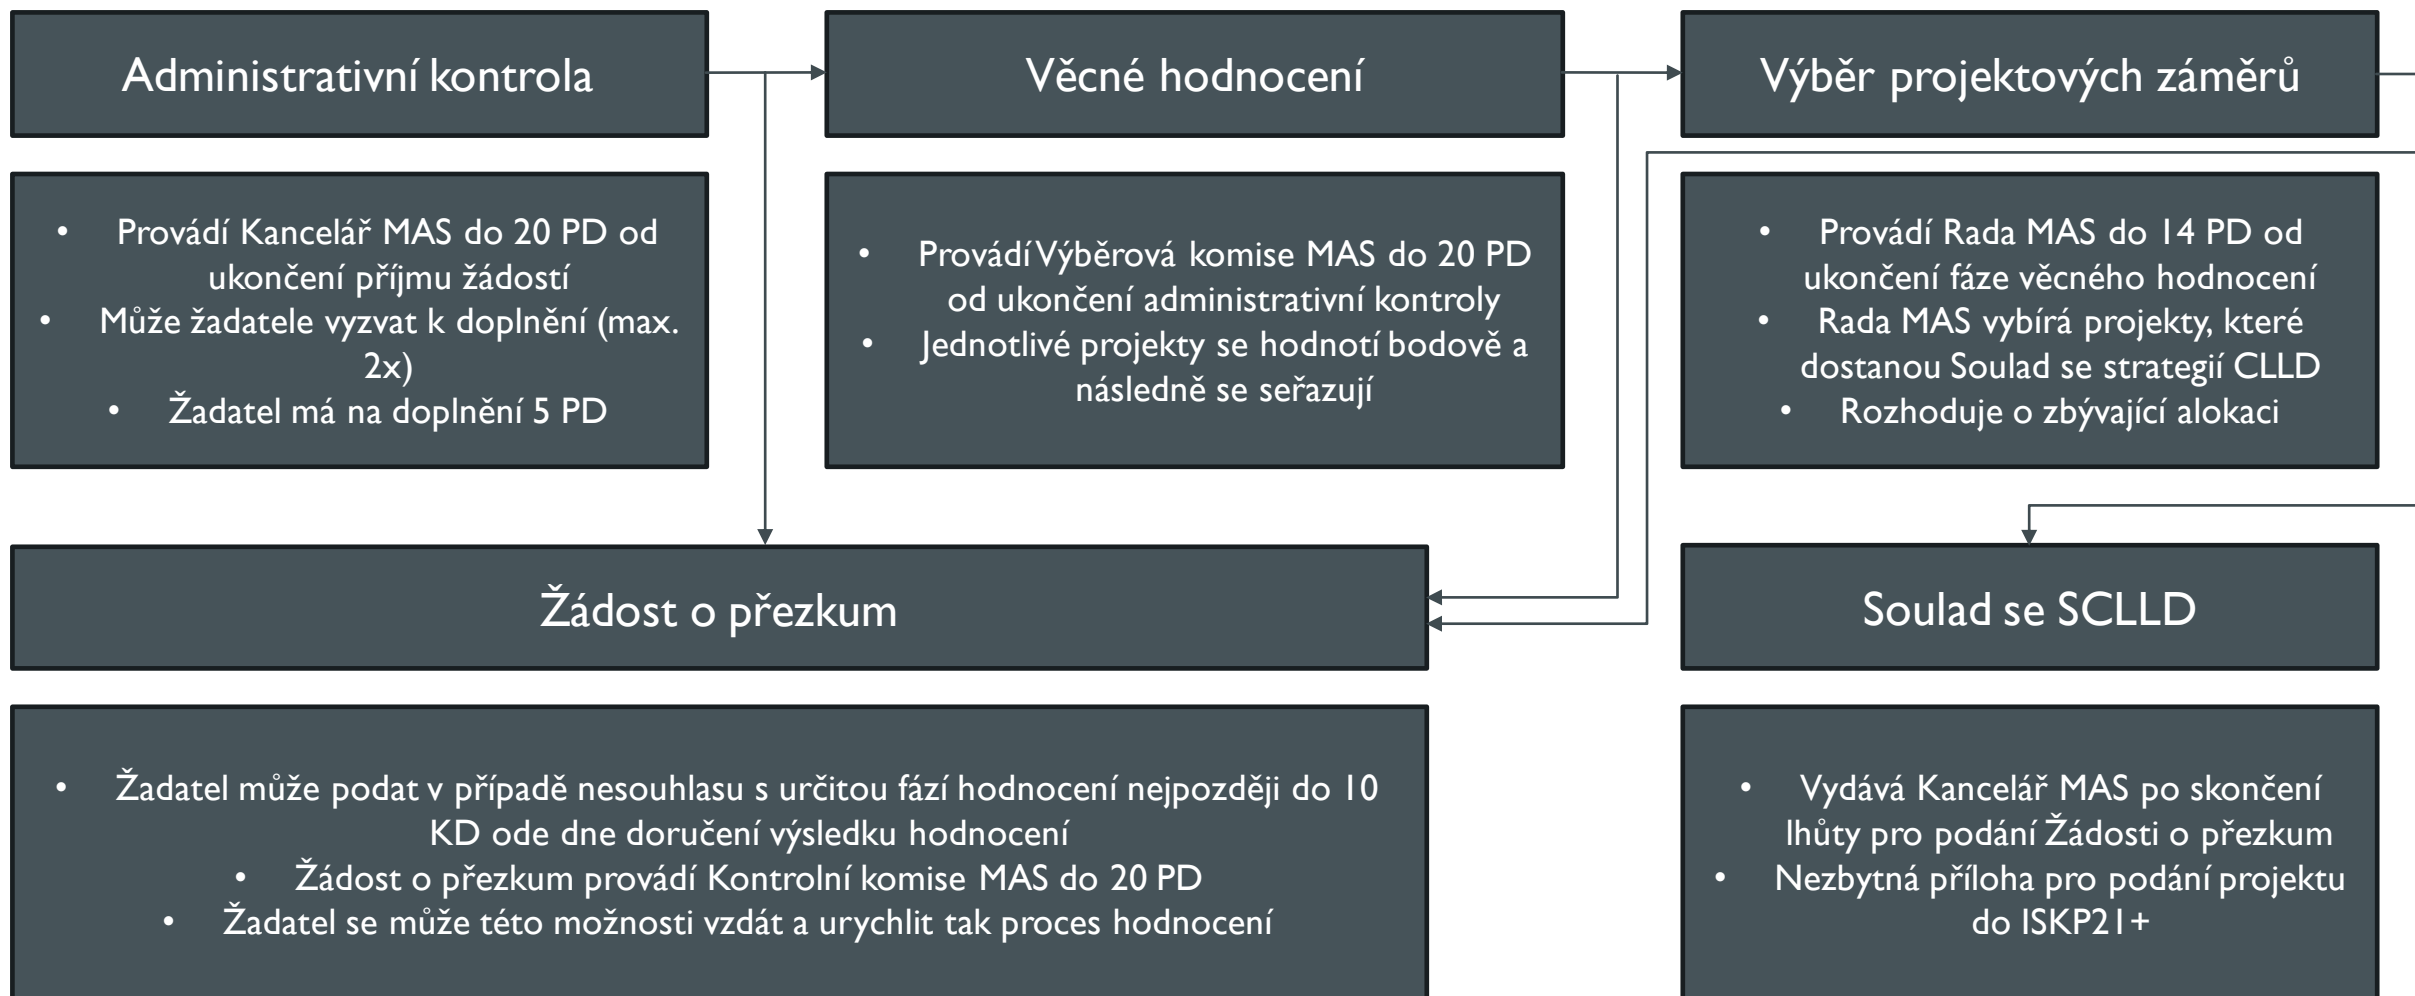 Administrativní kontrola
Věcné hodnocení
Výběr projektových záměrů
• Provádí Kancelář MAS do 20 PD od
ukončení příjmu žádostí
• Může žadatele vyzvat k doplnění (max.
2x)
• Žadatel má na doplnění 5 PD
• Provádí Výběrová komise MAS do 20 PD
od ukončení administrativní kontroly
• Jednotlivé projekty se hodnotí bodově a
následně se seřazují
• Provádí Rada MAS do 14 PD od
ukončení fáze věcného hodnocení
• Rada MAS vybírá projekty, které
dostanou Soulad se strategií CLLD
• Rozhoduje o zbývající alokaci
Žádost o přezkum
Soulad se SCLLD
• Žadatel může podat v případě nesouhlasu s určitou fází hodnocení nejpozději do 10
KD ode dne doručení výsledku hodnocení
• Žádost o přezkum provádí Kontrolní komise MAS do 20 PD
• Žadatel se může této možnosti vzdát a urychlit tak proces hodnocení
• Vydává Kancelář MAS po skončení
lhůty pro podání Žádosti o přezkum
• Nezbytná příloha pro podání projektu
do ISKP21+